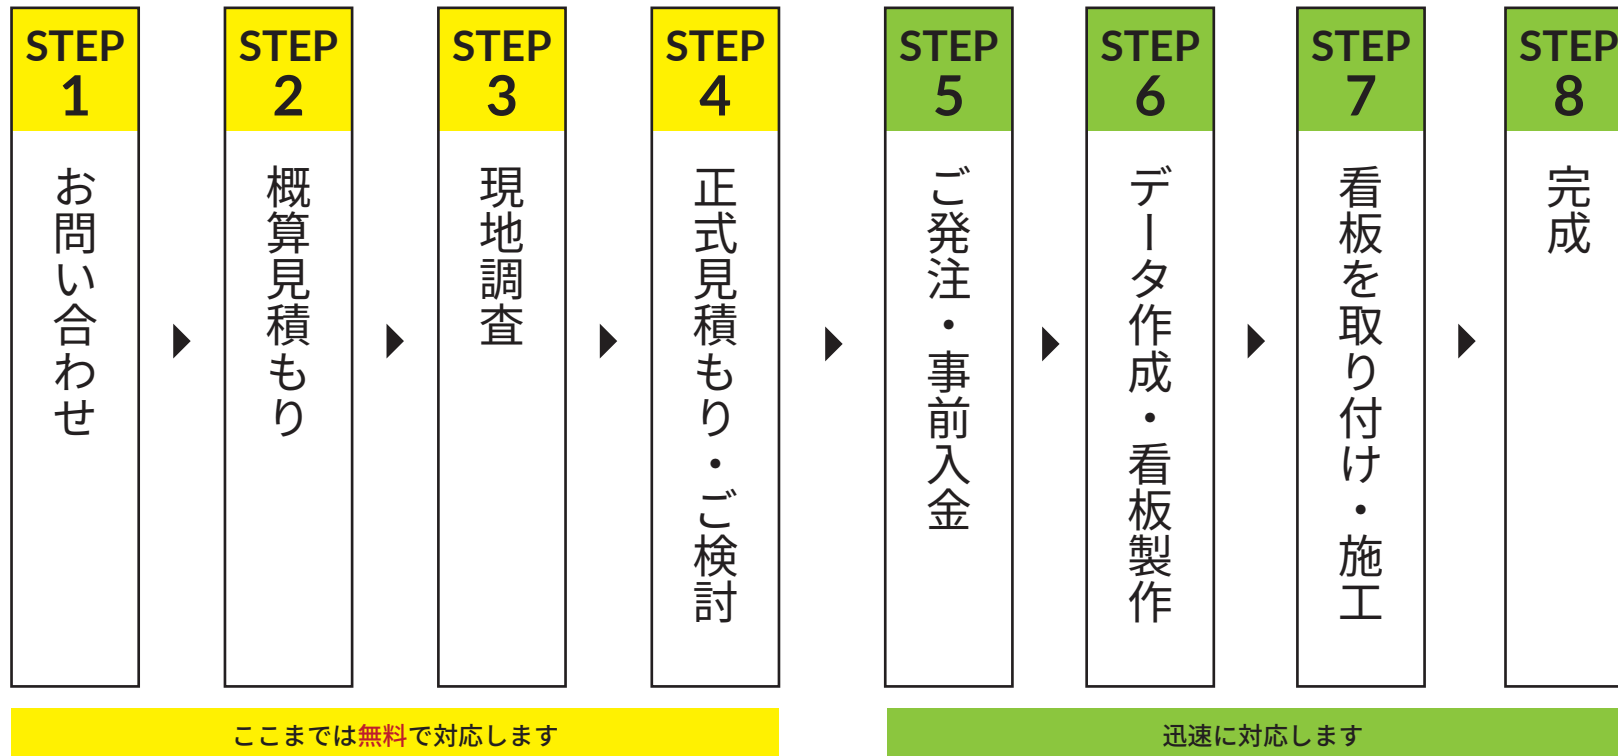 STEP
1
お問い合わせ
STEP
2
概算見積もり
STEP
3
現地調査
STEP
4
正式見積もり・ご検討
STEP
5
ご発注・事前入金
STEP
6
データ作成・看板製作
STEP
7
看板を取り付け・施工
STEP
8
完成
ここまでは無料で対応します
迅速に対応します